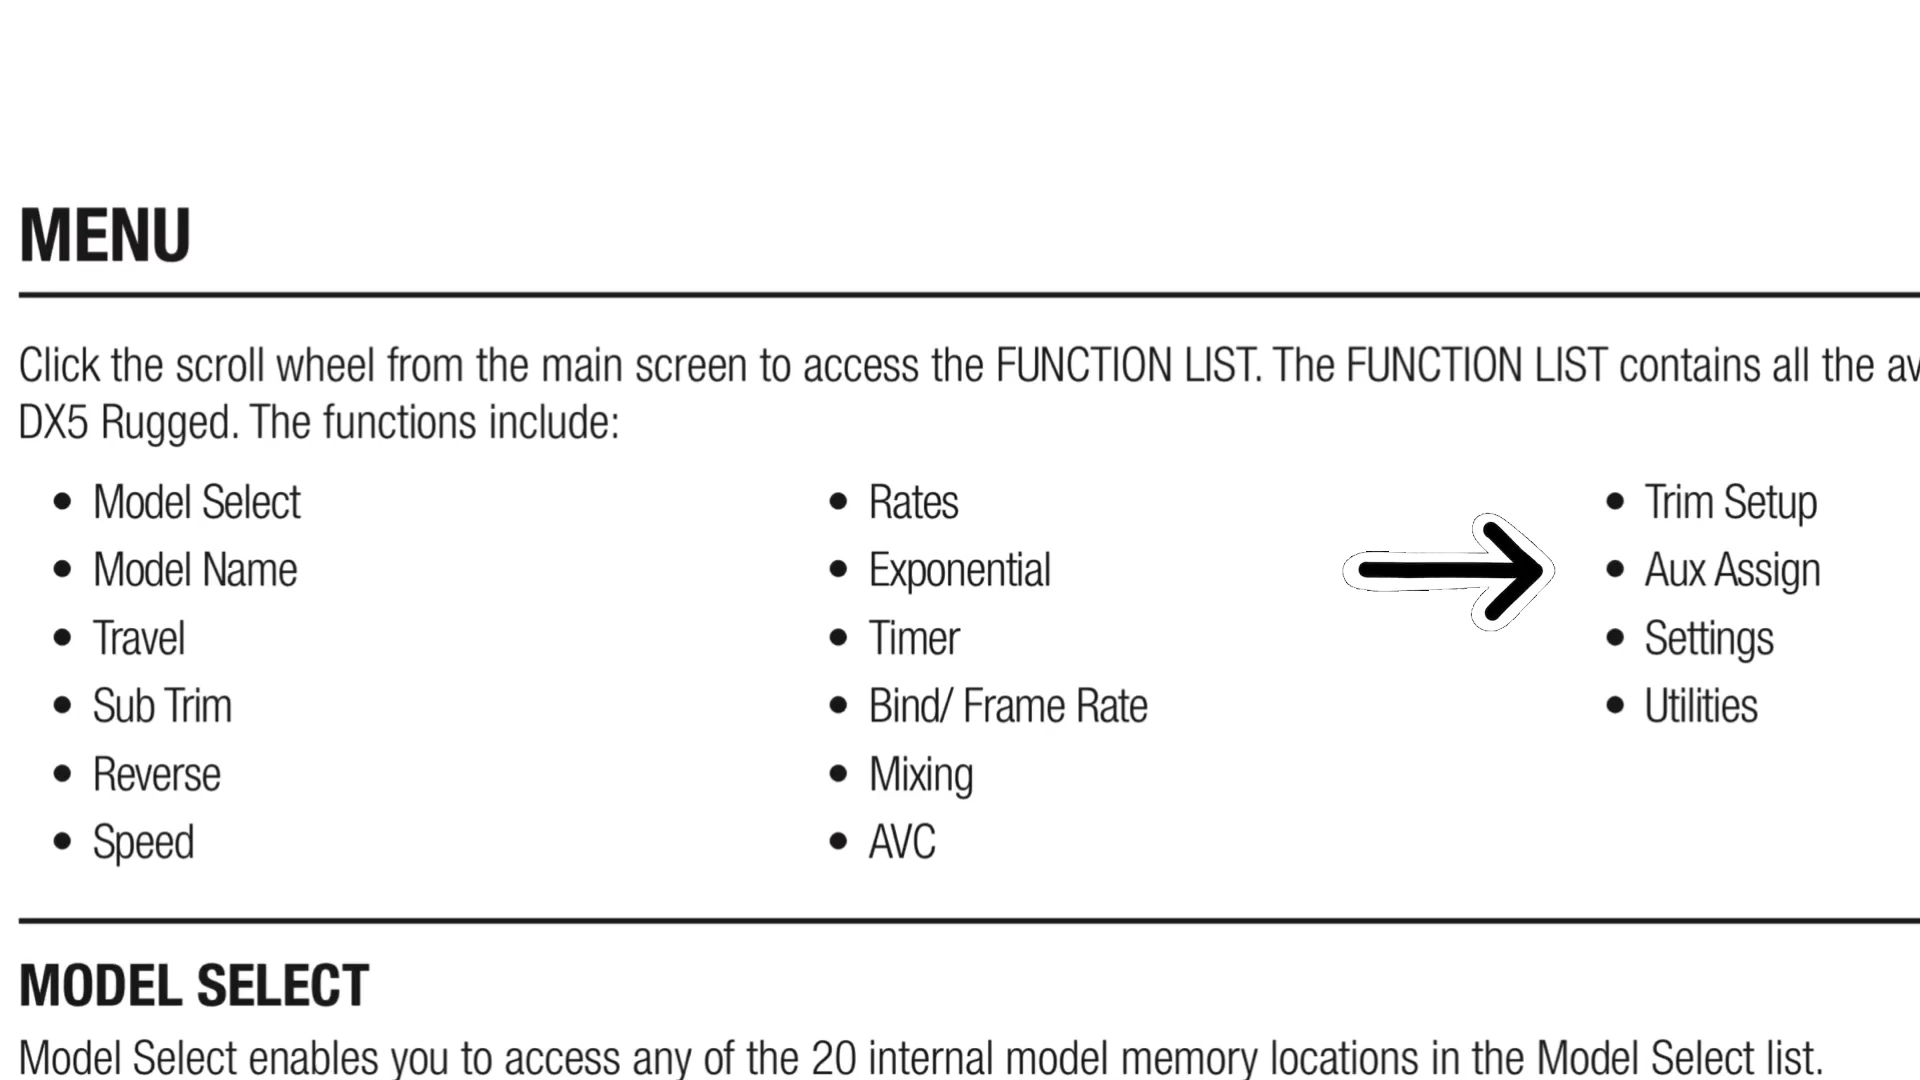 MENU
Click the scroll wheel from the main screen to access the FUNCTION LIST. The FUNCTION LIST contains all the
DX5 Rugged. The functions include:
• Model Select
• Model Name
• Travel
• Sub Trim
• Reverse
• Speed
• Rates
• Exponential
• Timer
• Bind/ Frame Rate
• Mixing
• AVC
• Trim Setup
• Aux Assign
• Settings
• Utilities
MODEL SELECT
Model Select enables you to access any of the 20 internal model memory locations in the Model Select list.